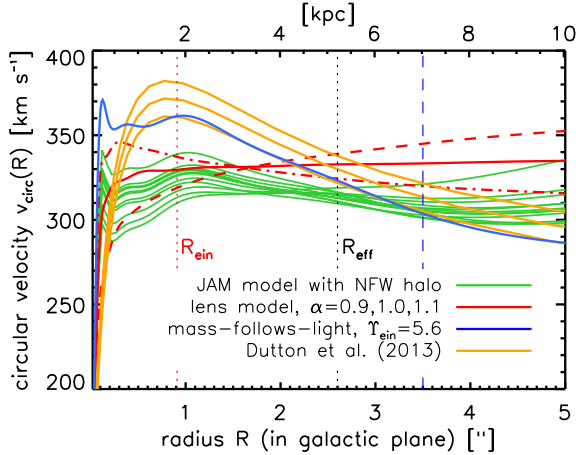 [kpc]
2 4 6 8 10
400
350
300
250
200
circular velocity v_circ(R) [km s⁻¹]
R_ein
R_eff
JAM model with NFW halo
lens model, α=0.9,1.0,1.1
mass-follows-light, ϒ_ein=5.6
Dutton et al. (2013)
0 1 2 3 4 5
radius R (in galactic plane) ["]